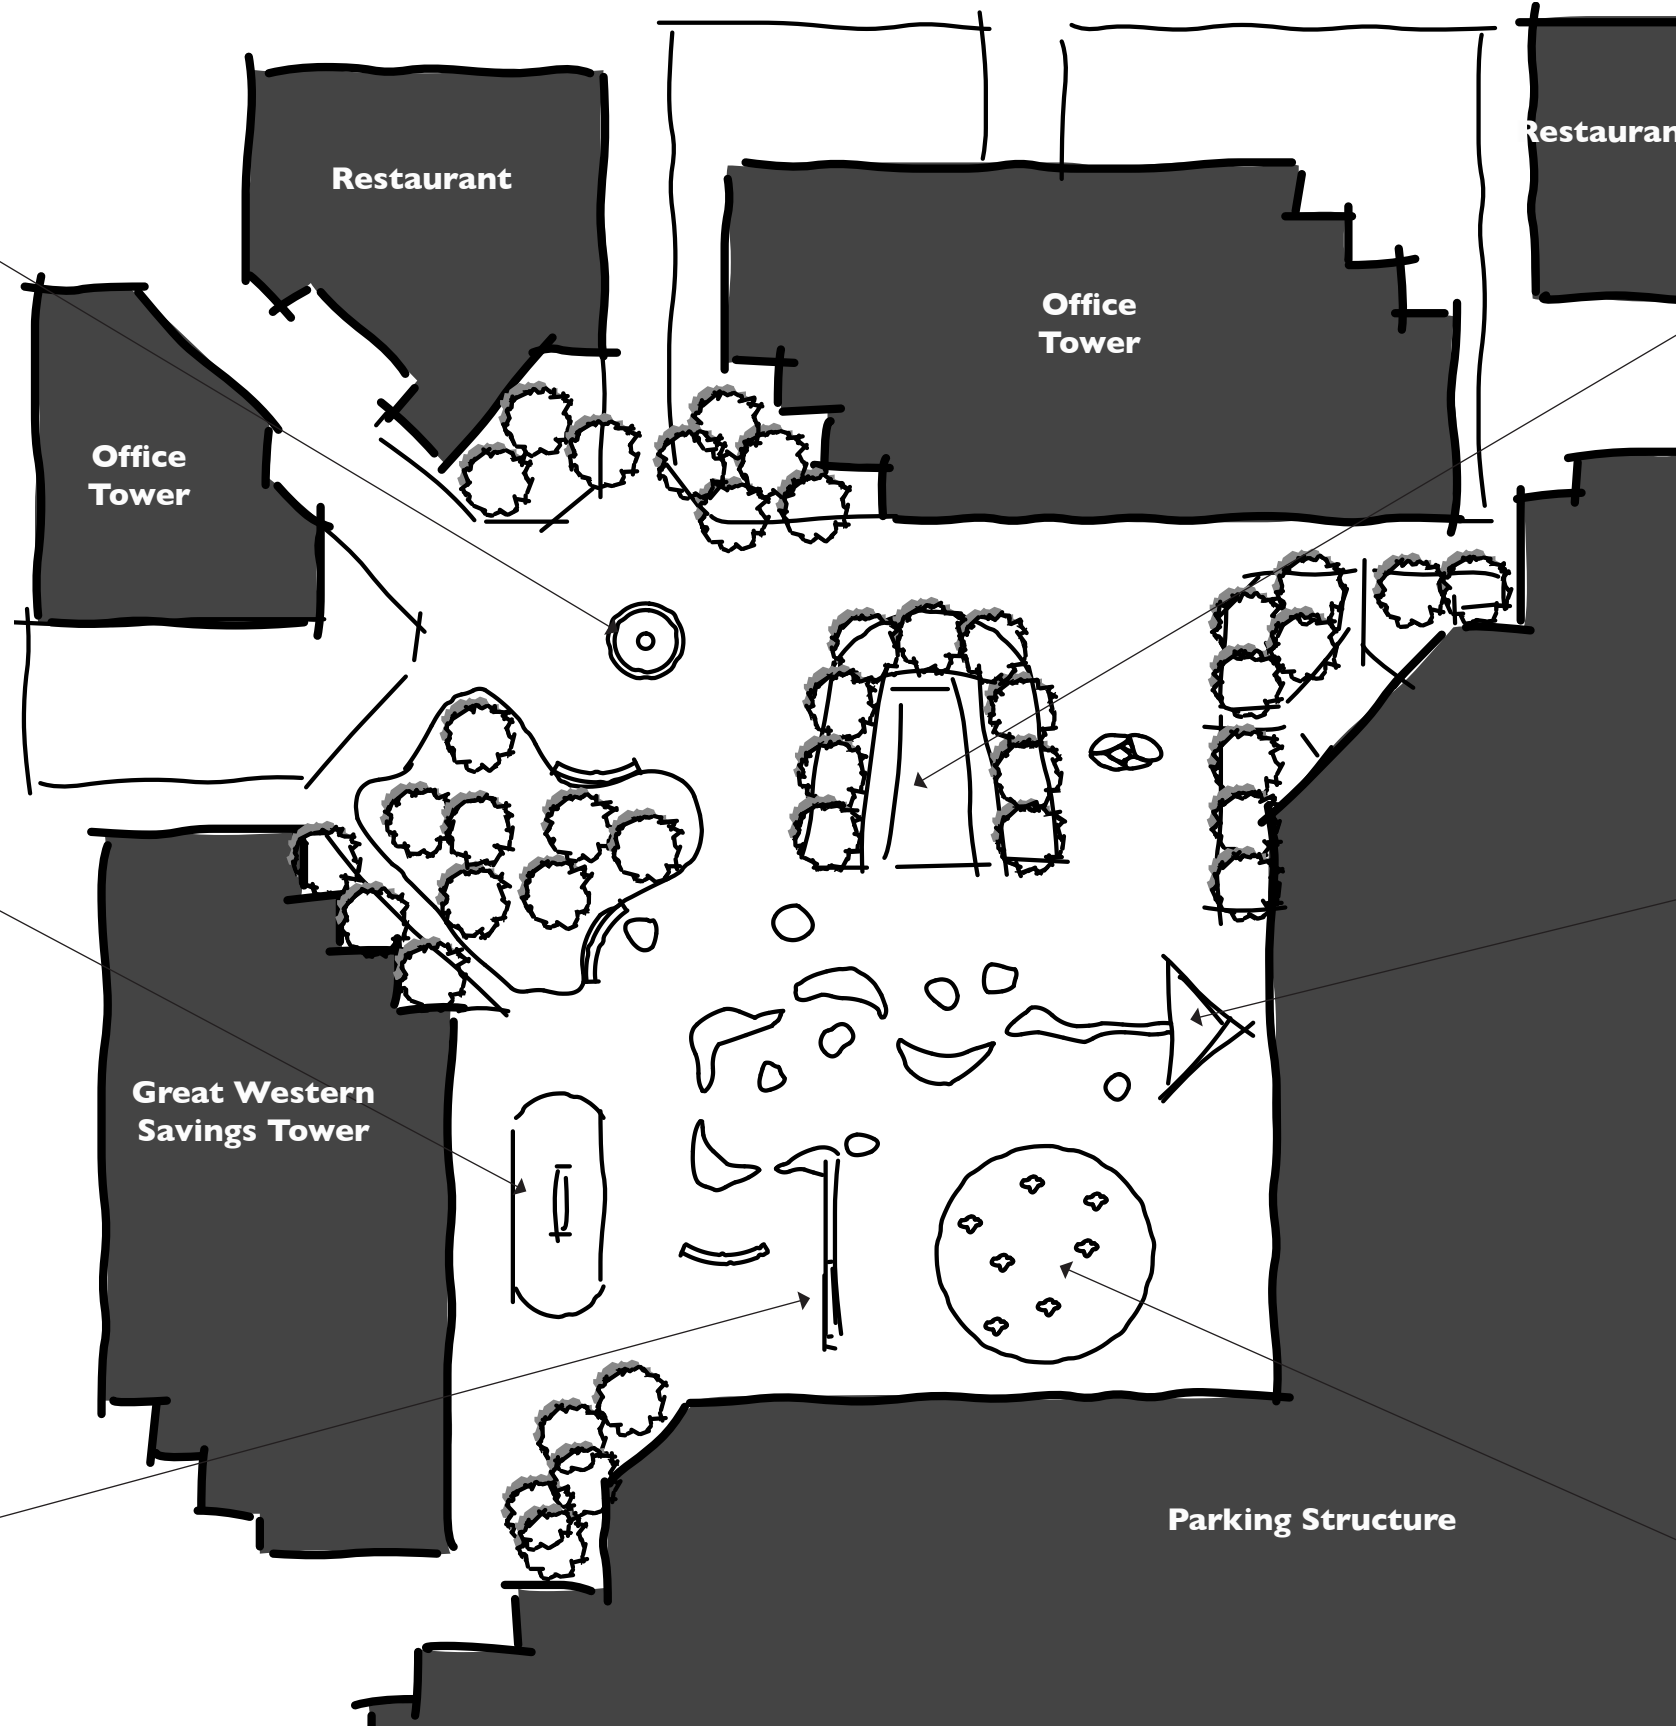 Restaurant
Restauran
Office
Tower
Office
Tower
Great Western
Savings Tower
Parking Structure